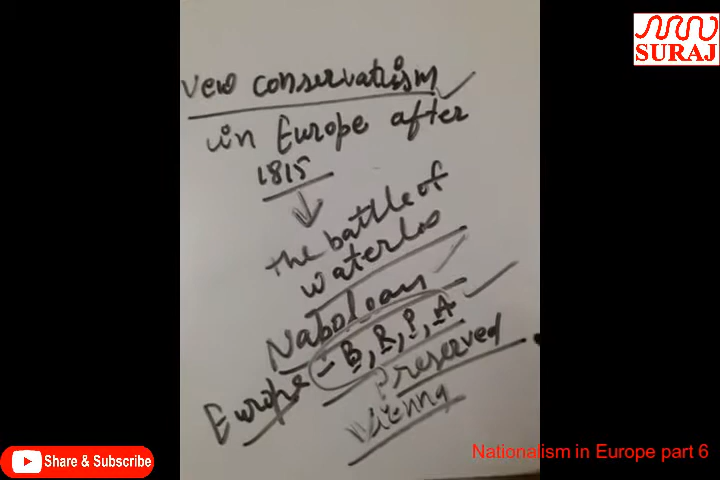 SURAJ
New conservatism
in Europe after
1815
the battle of
waterloo
Naboloan
Europe - B, R, P, A
Preserved
Vienna
Nationalism in Europe part 6
Share & Subscribe